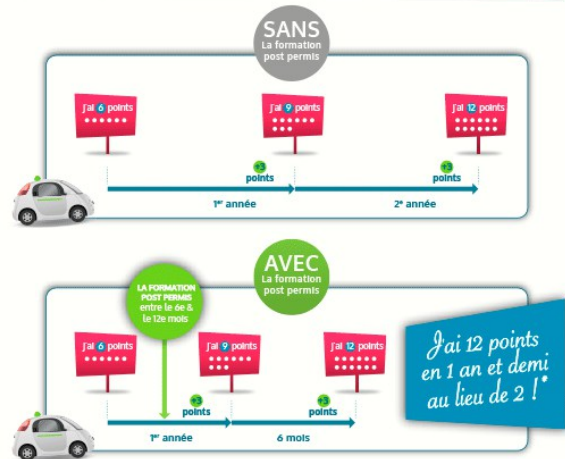 SANS
La formation
post permis
J'ai 6 points
J'ai 9 points
J'ai 12 points
+3
points
+3
points
1er année
2e année
AVEC
La formation
post permis
LA FORMATION
POST PERMIS
entre le 6e &
le 12e mois
J'ai 6 points
J'ai 9 points
J'ai 12 points
+3
points
+3
points
1er année
6 mois
J'ai 12 points
en 1 an et demi
au lieu de 2 !*